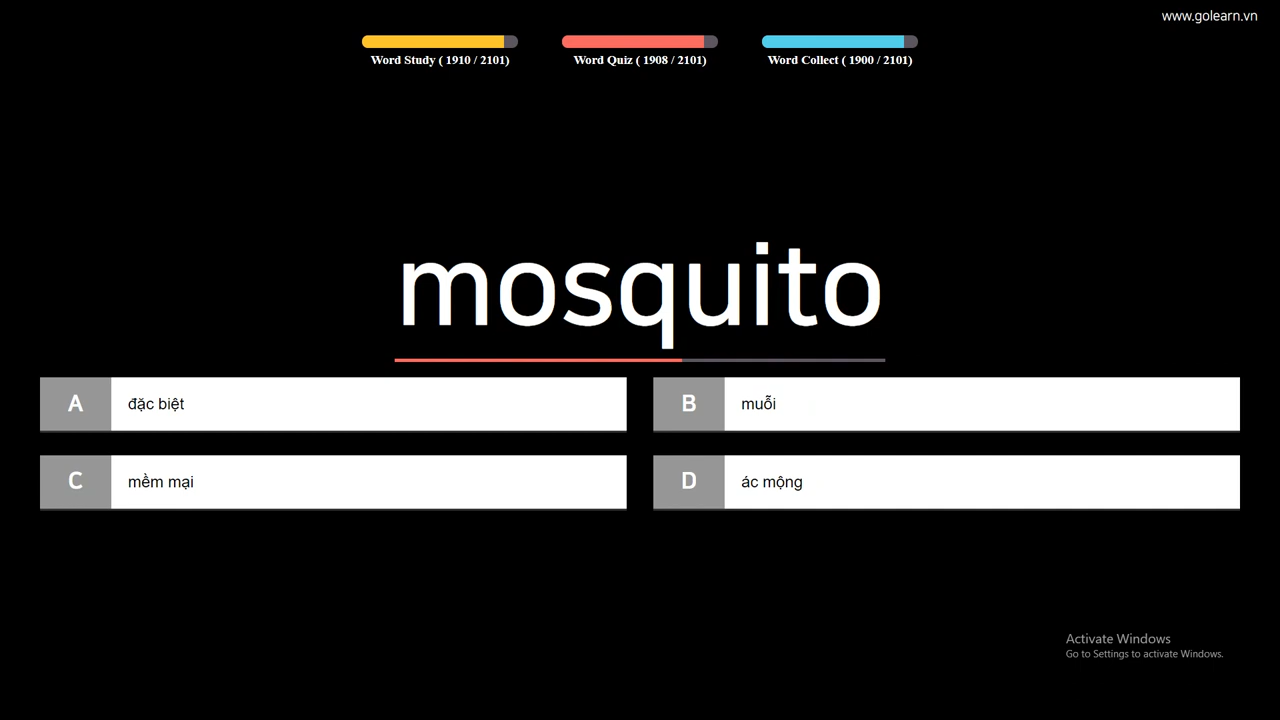 www.golearn.vn
Word Study ( 1910 / 2101)
Word Quiz ( 1908 / 2101)
Word Collect ( 1900 / 2101)
mosquito
A đặc biệt
B muỗi
C mềm mại
D ác mộng
Activate Windows
Go to Settings to activate Windows.